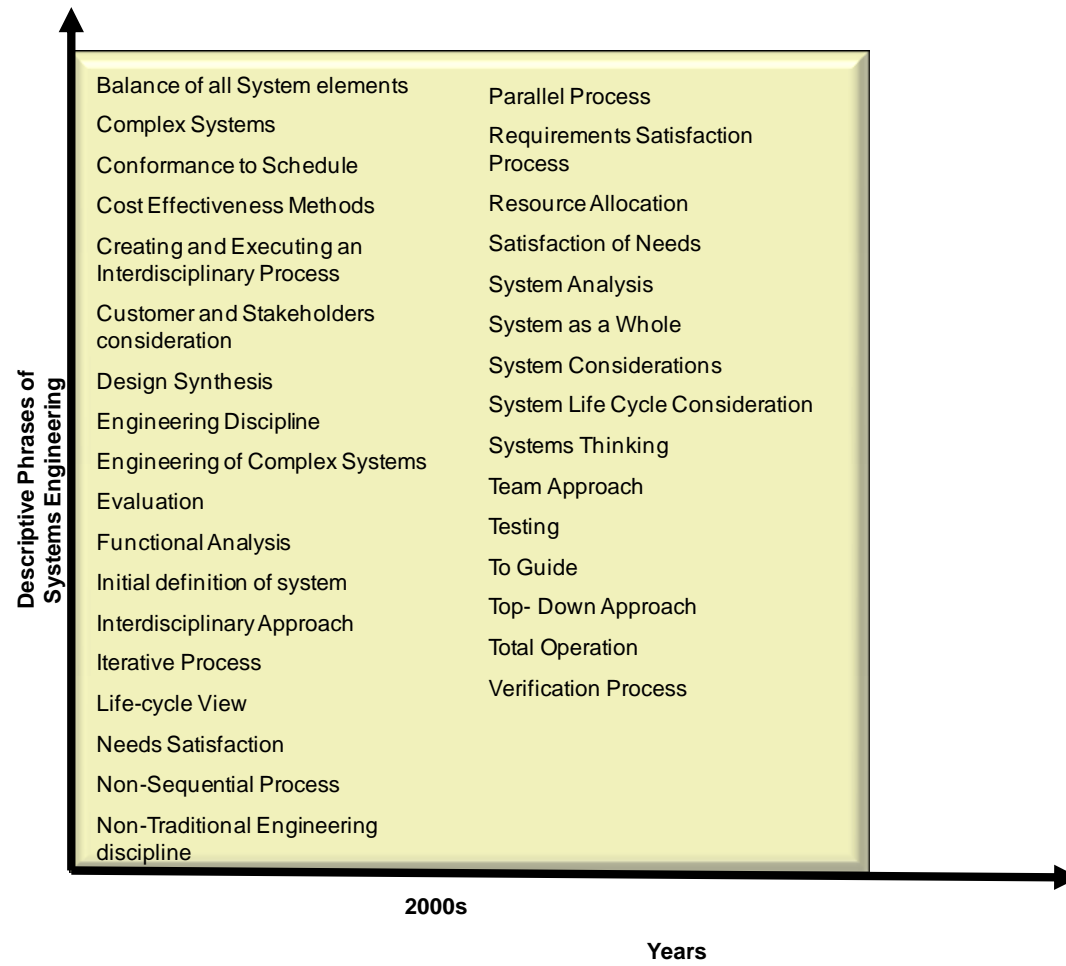 Descriptive Phrases of
Systems Engineering
Balance of all System elements
Complex Systems
Conformance to Schedule
Cost Effectiveness Methods
Creating and Executing an
Interdisciplinary Process
Customer and Stakeholders
consideration
Design Synthesis
Engineering Discipline
Engineering of Complex Systems
Evaluation
Functional Analysis
Initial definition of system
Interdisciplinary Approach
Iterative Process
Life-cycle View
Needs Satisfaction
Non-Sequential Process
Non-Traditional Engineering
discipline
Parallel Process
Requirements Satisfaction
Process
Resource Allocation
Satisfaction of Needs
System Analysis
System as a Whole
System Considerations
System Life Cycle Consideration
Systems Thinking
Team Approach
Testing
To Guide
Top- Down Approach
Total Operation
Verification Process
2000s
Years